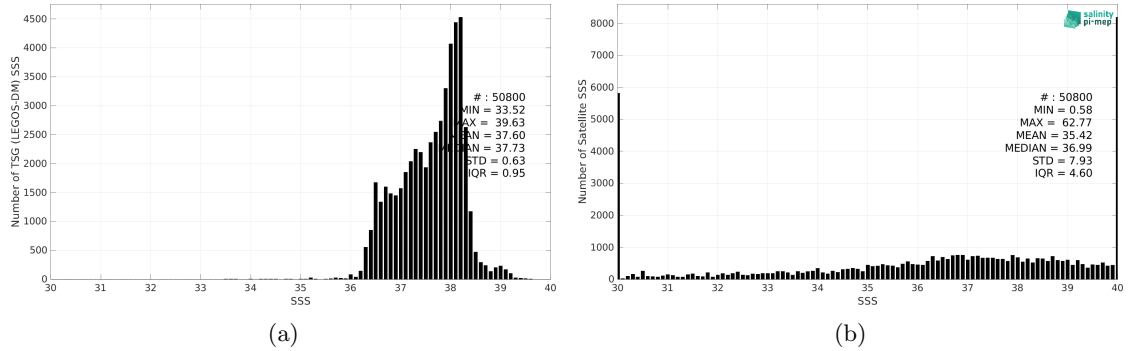 4500
4000
3500
3000
2500
2000
1500
1000
500
0
Number of TSG (LEGOS-DM) SSS
# : 50800
MIN = 33.52
MAX = 39.63
MEAN = 37.60
MEDIAN = 37.73
STD = 0.63
IQR = 0.95
30 31 32 33 34 35 36 37 38 39 40
SSS
(a)
salinity
pi-mep
8000
7000
6000
5000
4000
3000
2000
1000
0
Number of Satellite SSS
# : 50800
MIN = 0.58
MAX = 62.77
MEAN = 35.42
MEDIAN = 36.99
STD = 7.93
IQR = 4.60
30 31 32 33 34 35 36 37 38 39 40
SSS
(b)